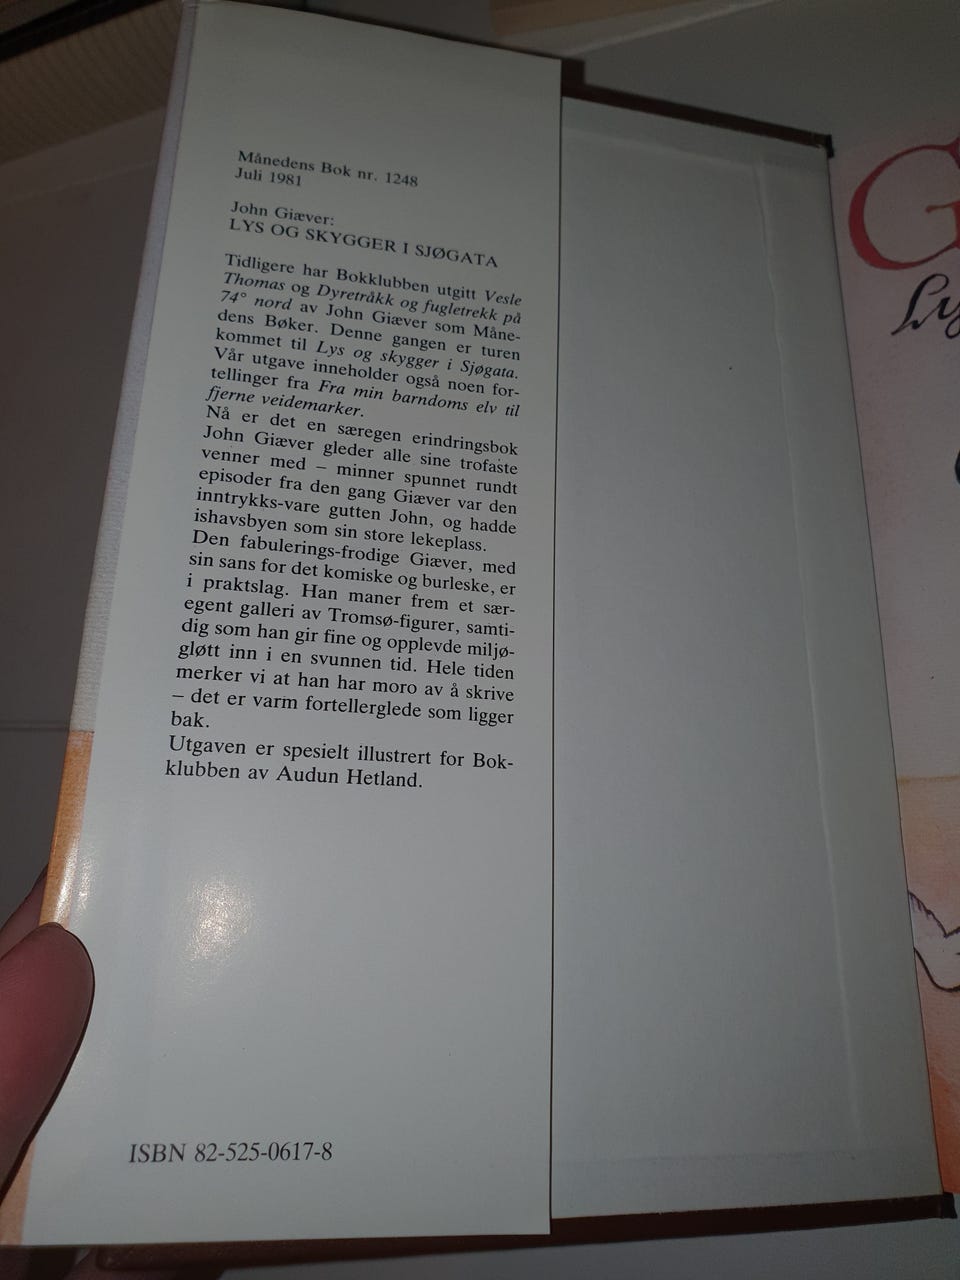 Månedens Bok nr. 1248
Juli 1981
John Giæver:
LYS OG SKYGGER I SJØGATA
Tidligere har Bokklubben utgitt Vesle
Thomas og Dyretråkk og fugletrekk på
74° nord av John Giæver som Måne-
dens Bøker. Denne gangen er turen
kommet til Lys og skygger i Sjøgata.
Vår utgave inneholder også noen for-
tellinger fra Fra min barndoms elv til
fjerne veidemarker.
Nå er det en særegen erindringsbok
John Giæver gleder alle sine trofaste
venner med – minner spunnet rundt
episoder fra den gang Giæver var den
inntrykks-vare gutten John, og hadde
ishavsbyen som sin store lekeplass.
Den fabulerings-frodige Giæver, med
sin sans for det komiske og burleske, er
i praktslag. Han maner frem et sær-
egent galleri av Tromsø-figurer, samti-
dig som han gir fine og opplevde miljø-
gløtt inn i en svunnen tid. Hele tiden
merker vi at han har moro av å skrive
– det er varm fortellerglede som ligger
bak.
Utgaven er spesielt illustrert for Bok-
klubben av Audun Hetland.
ISBN 82-525-0617-8